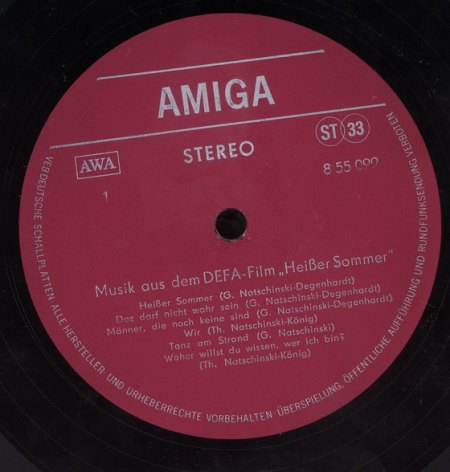 AMIGA
STEREO
ST 33
AWA
8 55 099
1
Musik aus dem DEFA-Film „Heißer Sommer"
Heißer Sommer (G. Natschinski-Degenhardt)
Das darf nicht wahr sein (G. Natschinski-Degenhardt)
Männer, die noch keine sind (G. Natschinski-Degenhardt)
Wir (Th. Natschinski-König)
Tanz am Strand (G. Natschinski)
Woher willst du wissen, wer ich bin?
(Th. Natschinski-König)
VEB DEUTSCHE SCHALLPLATTEN · ALLE HERSTELLER- UND URHEBERRECHTE VORBEHALTEN · ÜBERSPIELUNG, ÖFFENTLICHE AUFFÜHRUNG UND RUNDFUNKSENDUNG VERBOTEN